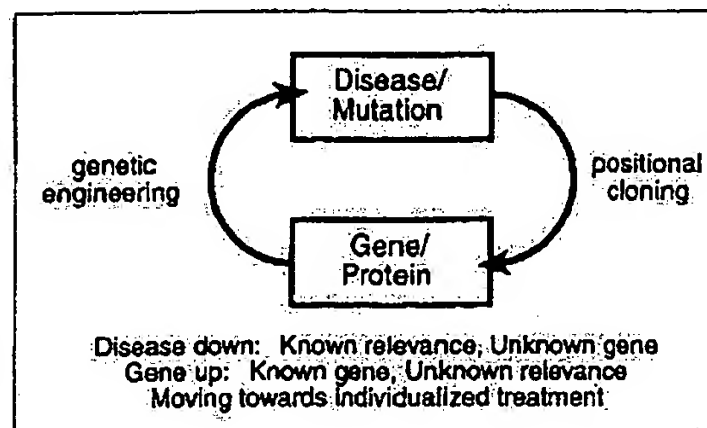 Disease/
Mutation
genetic
engineering
positional
cloning
Gene/
Protein
Disease down: Known relevance, Unknown gene
Gene up: Known gene, Unknown relevance
Moving towards individualized treatment